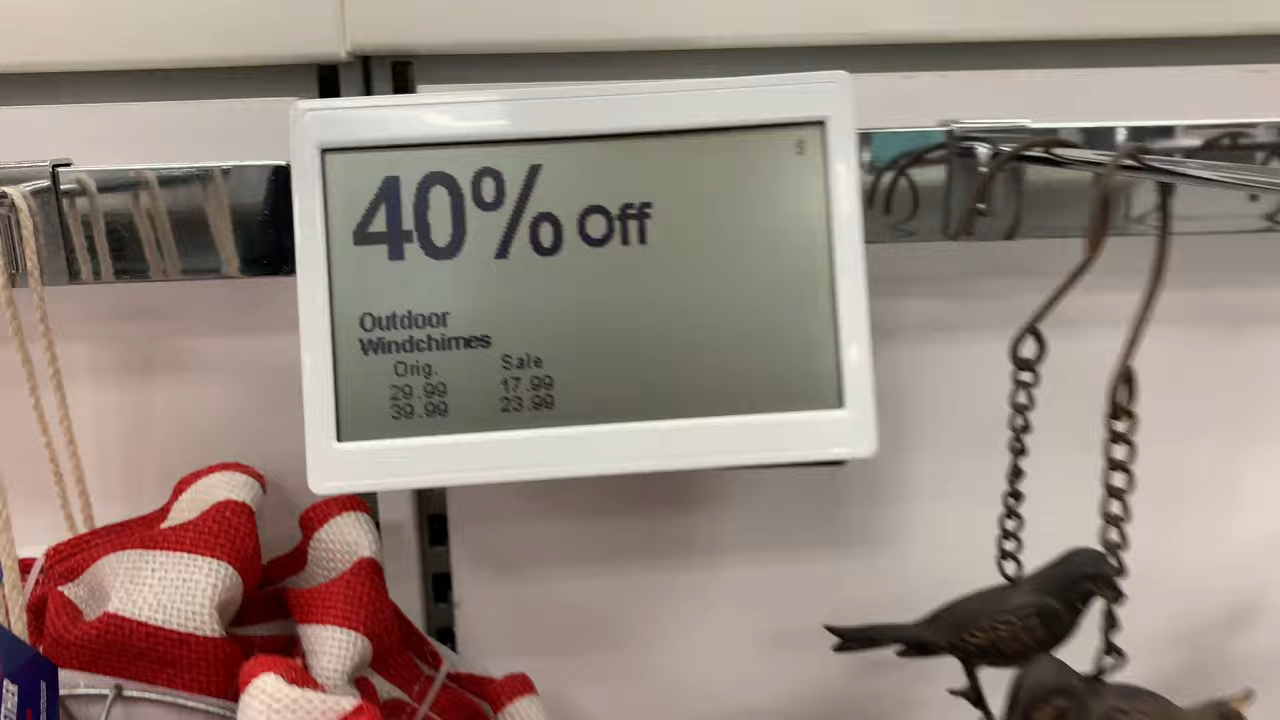 S
40% Off
Outdoor
Windchimes
Orig. Sale
29.99 17.99
39.99 23.99